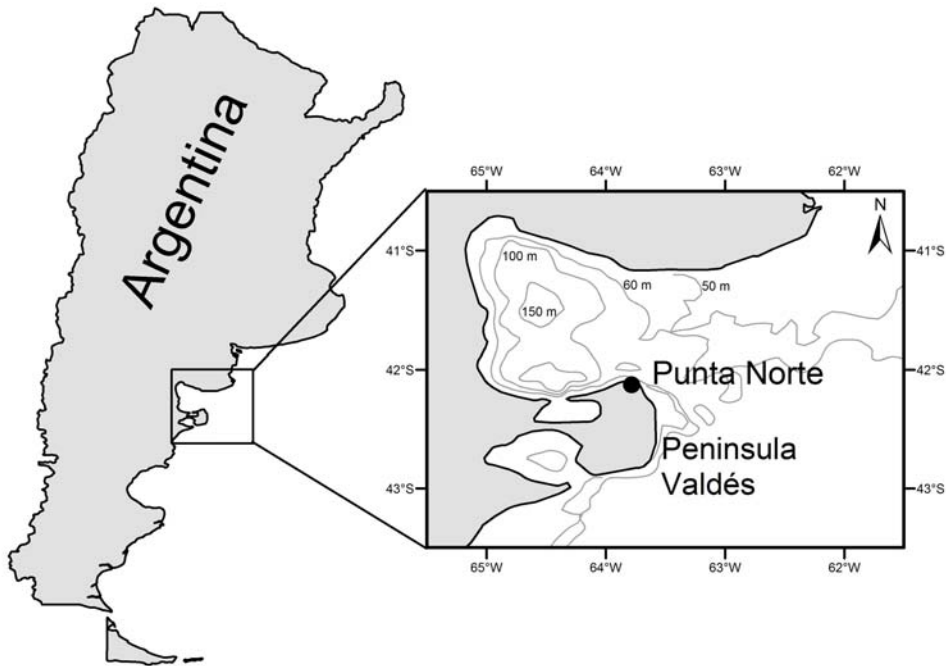 Argentina
65°W 64°W 63°W 62°W
N
41°S 41°S
100 m
60 m 50 m
150 m
42°S 42°S
Punta Norte
Peninsula
Valdés
43°S 43°S
65°W 64°W 63°W 62°W